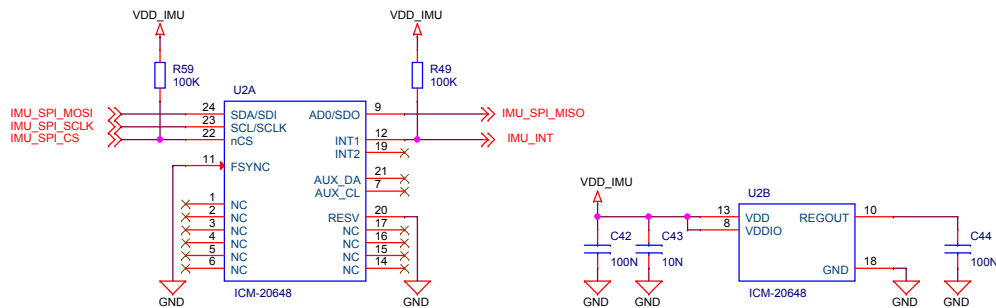 VDD_IMU
VDD_IMU
R59
100K
R49
100K
U2A
IMU_SPI_MOSI
24
SDA/SDI
AD0/SDO
9
IMU_SPI_MISO
IMU_SPI_SCLK
23
SCL/SCLK
IMU_SPI_CS
22
nCS
INT1
12
IMU_INT
INT2
19
11
FSYNC
AUX_DA
21
AUX_CL
7
1
NC
RESV
20
2
NC
NC
17
3
NC
NC
16
4
NC
NC
15
5
NC
NC
14
6
NC
GND
ICM-20648
GND
VDD_IMU
U2B
13
VDD
REGOUT
10
8
VDDIO
C42
100N
C43
10N
C44
100N
GND
18
GND
GND
ICM-20648
GND
GND